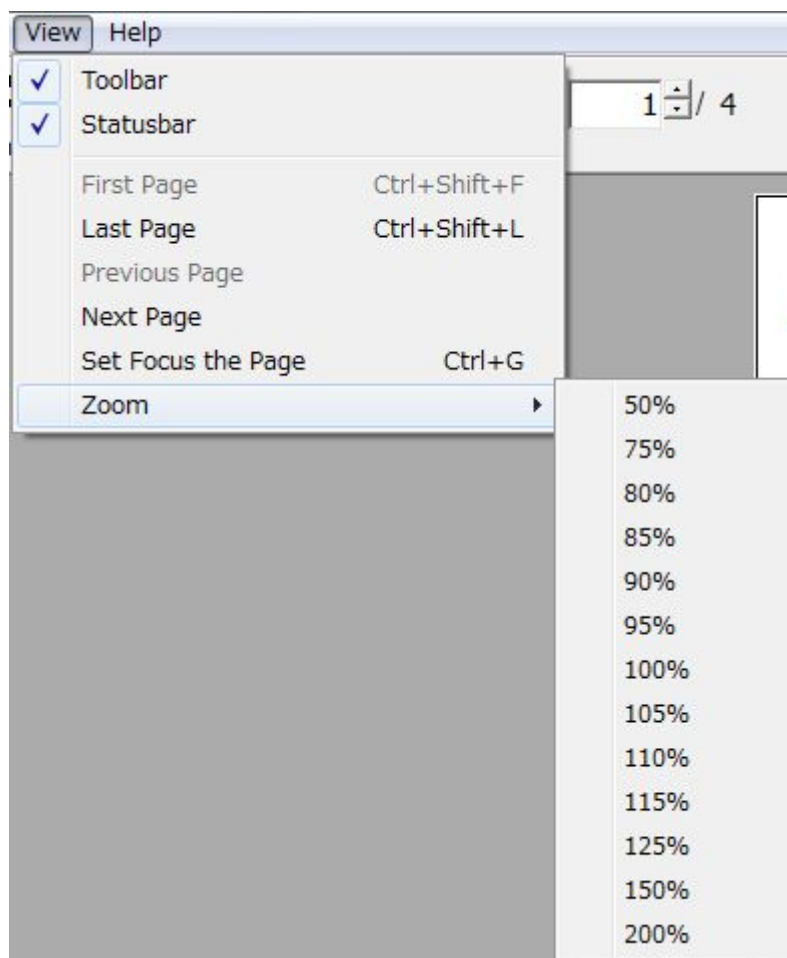 View Help
Toolbar
1 / 4
Statusbar
First Page Ctrl+Shift+F
Last Page Ctrl+Shift+L
Previous Page
Next Page
Set Focus the Page Ctrl+G
Zoom
50%
75%
80%
85%
90%
95%
100%
105%
110%
115%
125%
150%
200%